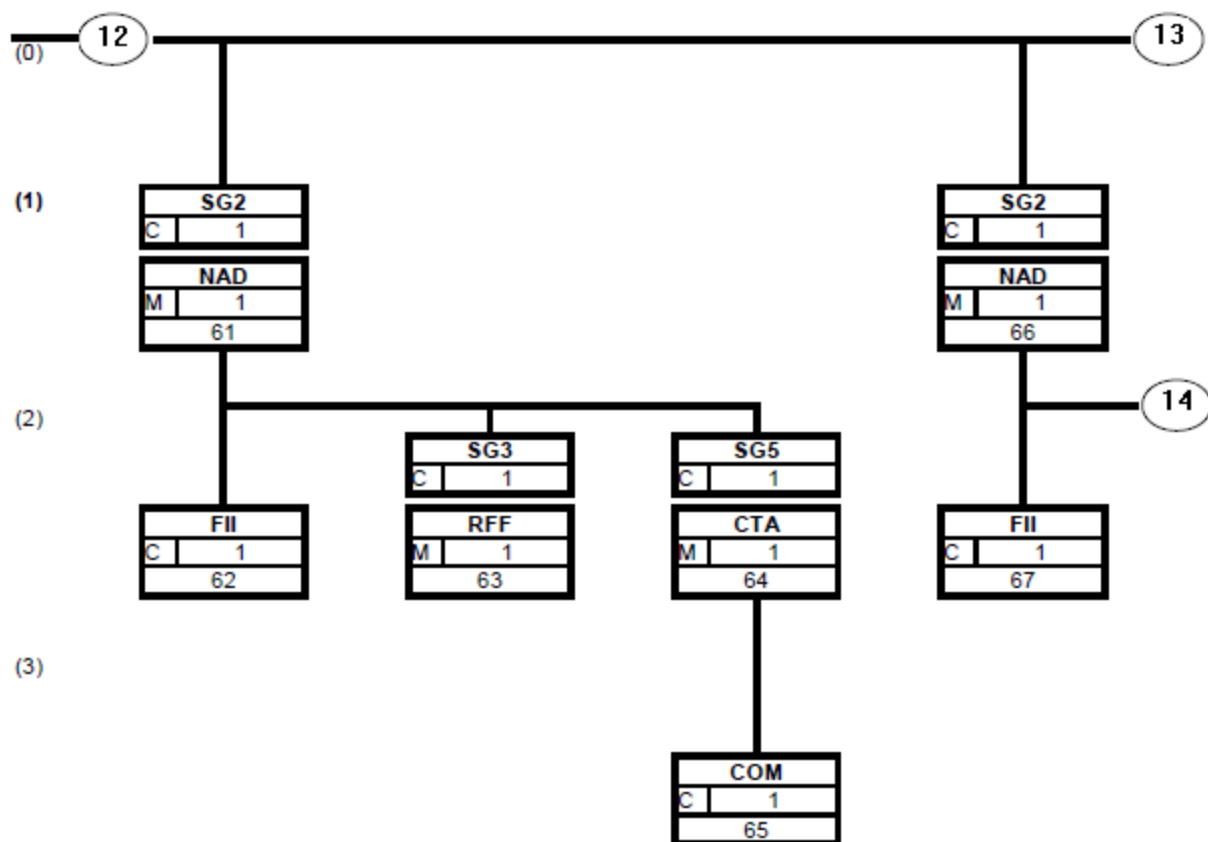 12 13
(0)
(1) SG2 SG2
C 1 C 1
NAD NAD
M 1 M 1
61 66
14
(2)
SG3 SG5
C 1 C 1
FII RFF CTA FII
C 1 M 1 M 1 C 1
62 63 64 67
(3)
COM
C 1
65